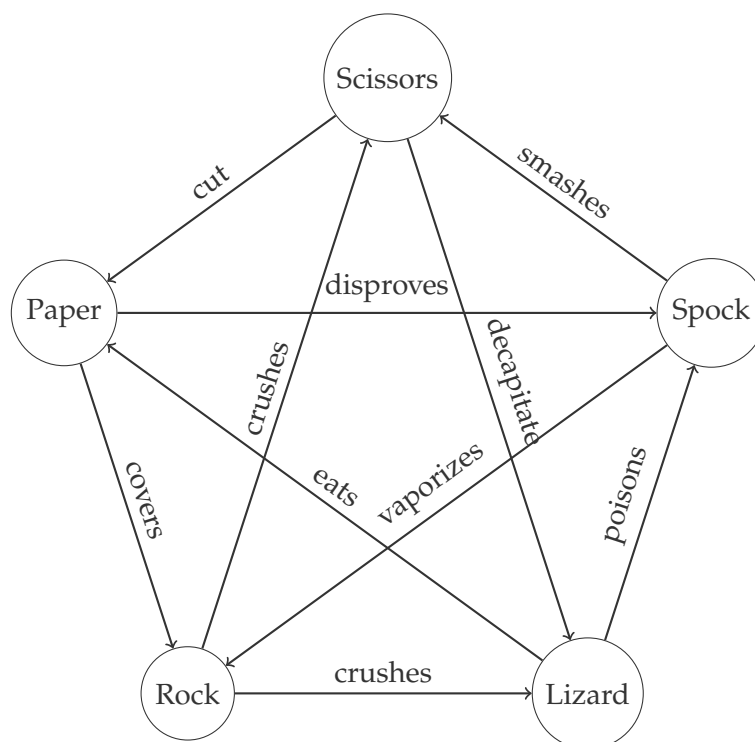 Scissors
cut
smashes
Paper
disproves
Spock
crushes
decapitate
covers
eats
vaporizes
poisons
Rock
crushes
Lizard